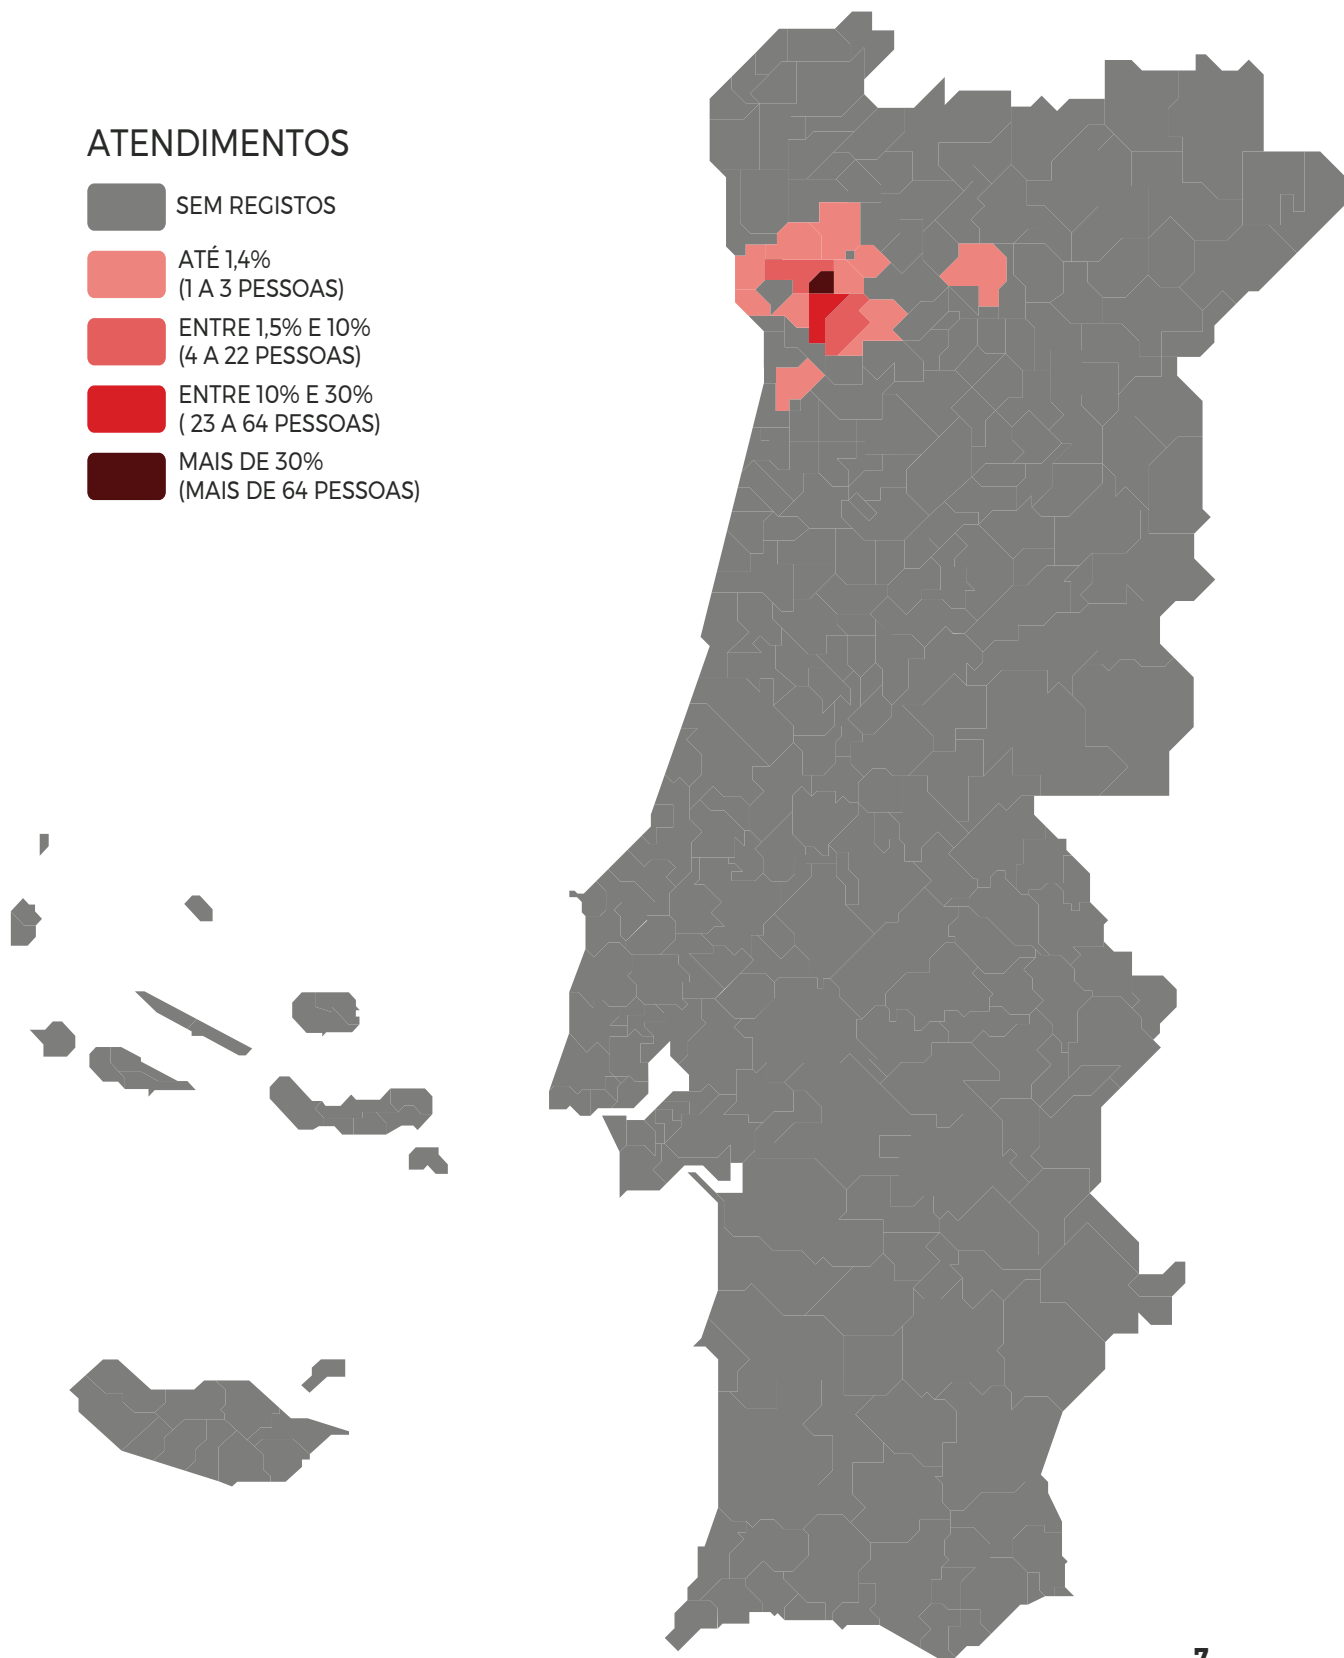 ATENDIMENTOS
SEM REGISTOS
ATÉ 1,4%
(1 A 3 PESSOAS)
ENTRE 1,5% E 10%
(4 A 22 PESSOAS)
ENTRE 10% E 30%
( 23 A 64 PESSOAS)
MAIS DE 30%
(MAIS DE 64 PESSOAS)
7